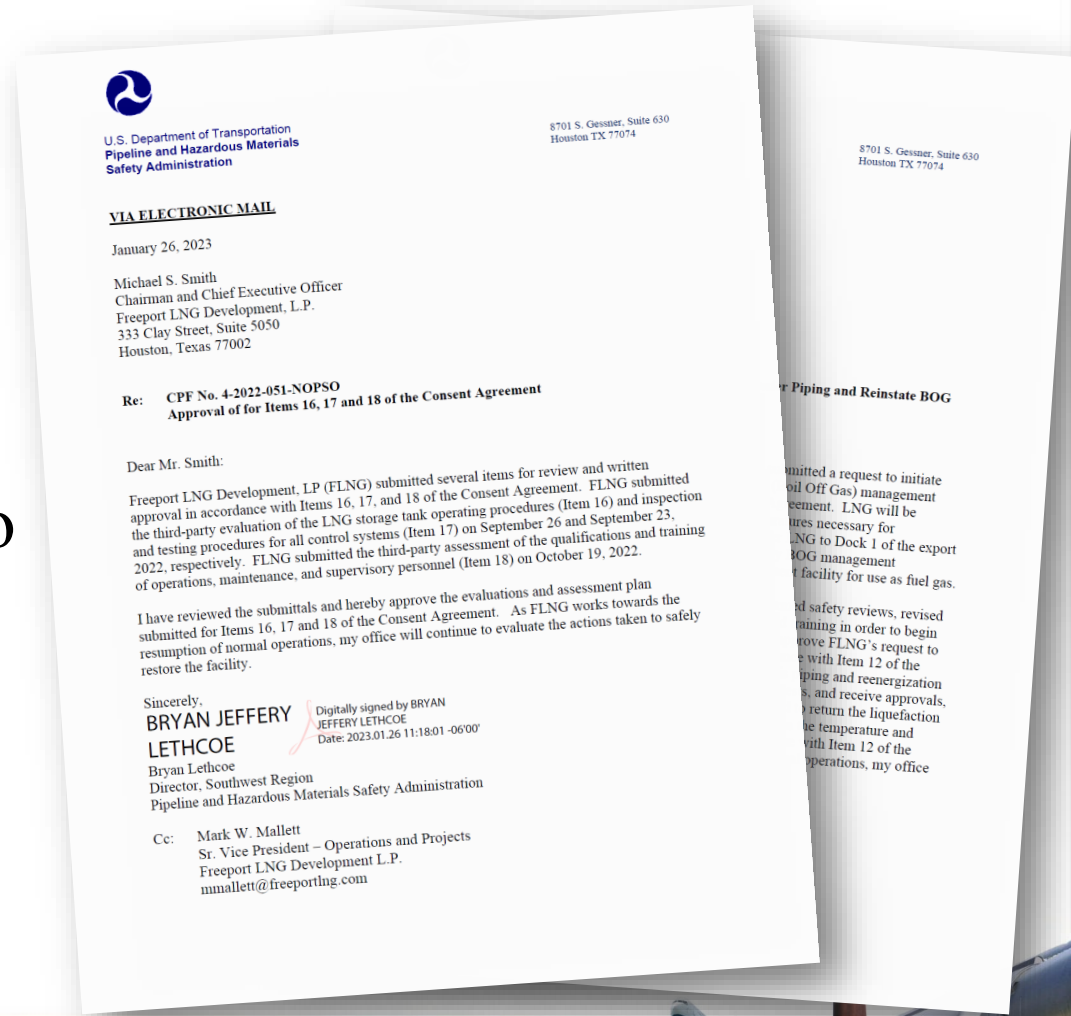 U.S. Department of Transportation
Pipeline and Hazardous Materials
Safety Administration
8701 S. Gessner, Suite 630
Houston TX 77074
VIA ELECTRONIC MAIL
January 26, 2023
Michael S. Smith
Chairman and Chief Executive Officer
Freeport LNG Development, L.P.
333 Clay Street, Suite 5050
Houston, Texas 77002
Re: CPF No. 4-2022-051-NOPSO
Approval of for Items 16, 17 and 18 of the Consent Agreement
Dear Mr. Smith:
Freeport LNG Development, LP (FLNG) submitted several items for review and written
approval in accordance with Items 16, 17, and 18 of the Consent Agreement. FLNG submitted
the third-party evaluation of the LNG storage tank operating procedures (Item 16) and inspection
and testing procedures for all control systems (Item 17) on September 26 and September 23,
2022, respectively. FLNG submitted the third-party assessment of the qualifications and training
of operations, maintenance, and supervisory personnel (Item 18) on October 19, 2022.
I have reviewed the submittals and hereby approve the evaluations and assessment plan
submitted for Items 16, 17 and 18 of the Consent Agreement. As FLNG works towards the
resumption of normal operations, my office will continue to evaluate the actions taken to safely
restore the facility.
Sincerely,
BRYAN JEFFERY
LETHCOE
Digitally signed by BRYAN
JEFFERY LETHCOE
Date: 2023.01.26 11:18:01 -06'00'
Bryan Lethcoe
Director, Southwest Region
Pipeline and Hazardous Materials Safety Administration
Cc: Mark W. Mallett
Sr. Vice President – Operations and Projects
Freeport LNG Development L.P.
mmallett@freeportlng.com
8701 S. Gessner, Suite 630
Houston TX 77074
Piping and Reinstate BOG
a request to initiate
Off Gas) management
LNG will be
necessary for
to Dock 1 of the export
BOG management
facility for use as fuel gas.
safety reviews, revised
in order to begin
FLNG's request to
with Item 12 of the
and reenergization
and receive approvals,
return the liquefaction
temperature and
with Item 12 of the
operations, my office